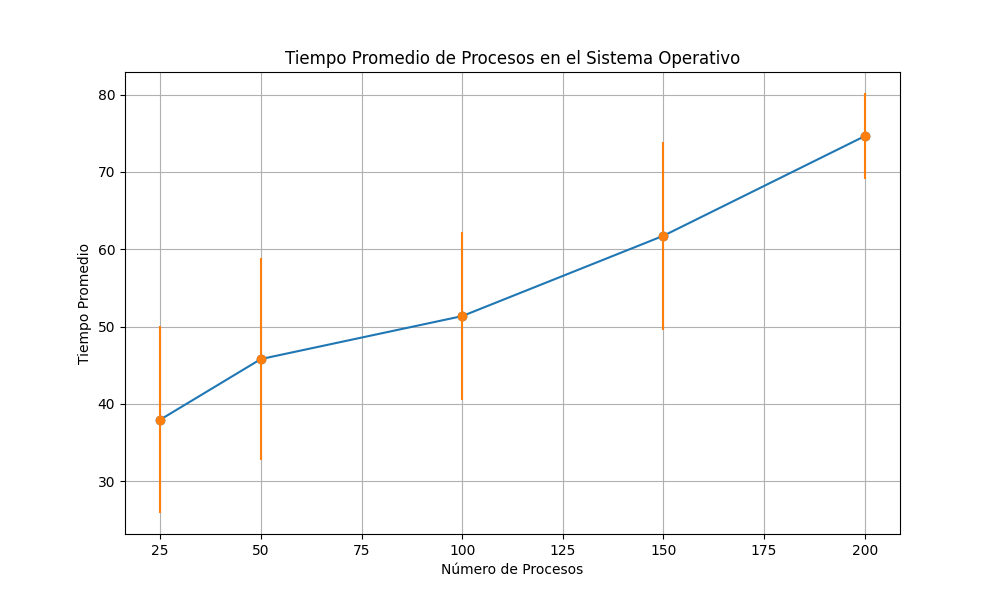 Tiempo Promedio de Procesos en el Sistema Operativo
80
70
60
50
40
30
Tiempo Promedio
25 50 75 100 125 150 175 200
Número de Procesos